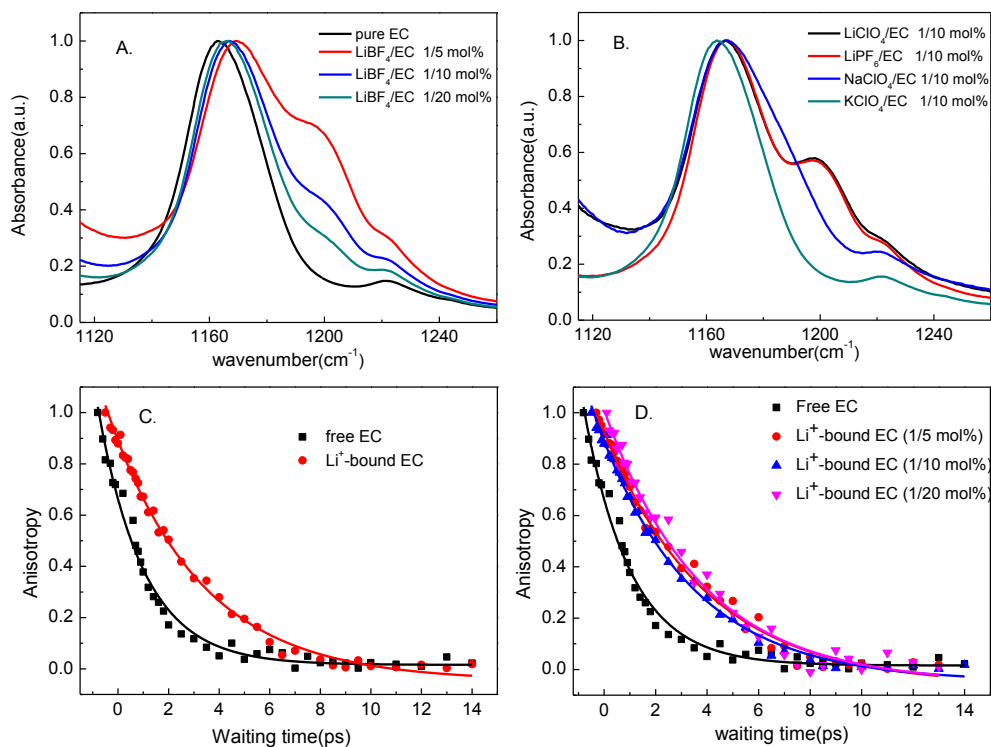 A.
pure EC
LiBF4/EC 1/5 mol%
LiBF4/EC 1/10 mol%
LiBF4/EC 1/20 mol%
Absorbance(a.u.)
1.0
0.8
0.6
0.4
0.2
0.0
1120 1160 1200 1240
wavenumber(cm-1)
B.
LiClO4/EC 1/10 mol%
LiPF6/EC 1/10 mol%
NaClO4/EC 1/10 mol%
KClO4/EC 1/10 mol%
Absorbance(a.u.)
1.0
0.8
0.6
0.4
0.2
0.0
1120 1160 1200 1240
wavenumber(cm-1)
C.
free EC
Li+-bound EC
Anisotropy
1.0
0.8
0.6
0.4
0.2
0.0
0 2 4 6 8 10 12 14
Waiting time(ps)
D.
Free EC
Li+-bound EC (1/5 mol%)
Li+-bound EC (1/10 mol%)
Li+-bound EC (1/20 mol%)
Anisotropy
1.0
0.8
0.6
0.4
0.2
0.0
0 2 4 6 8 10 12 14
waiting time(ps)